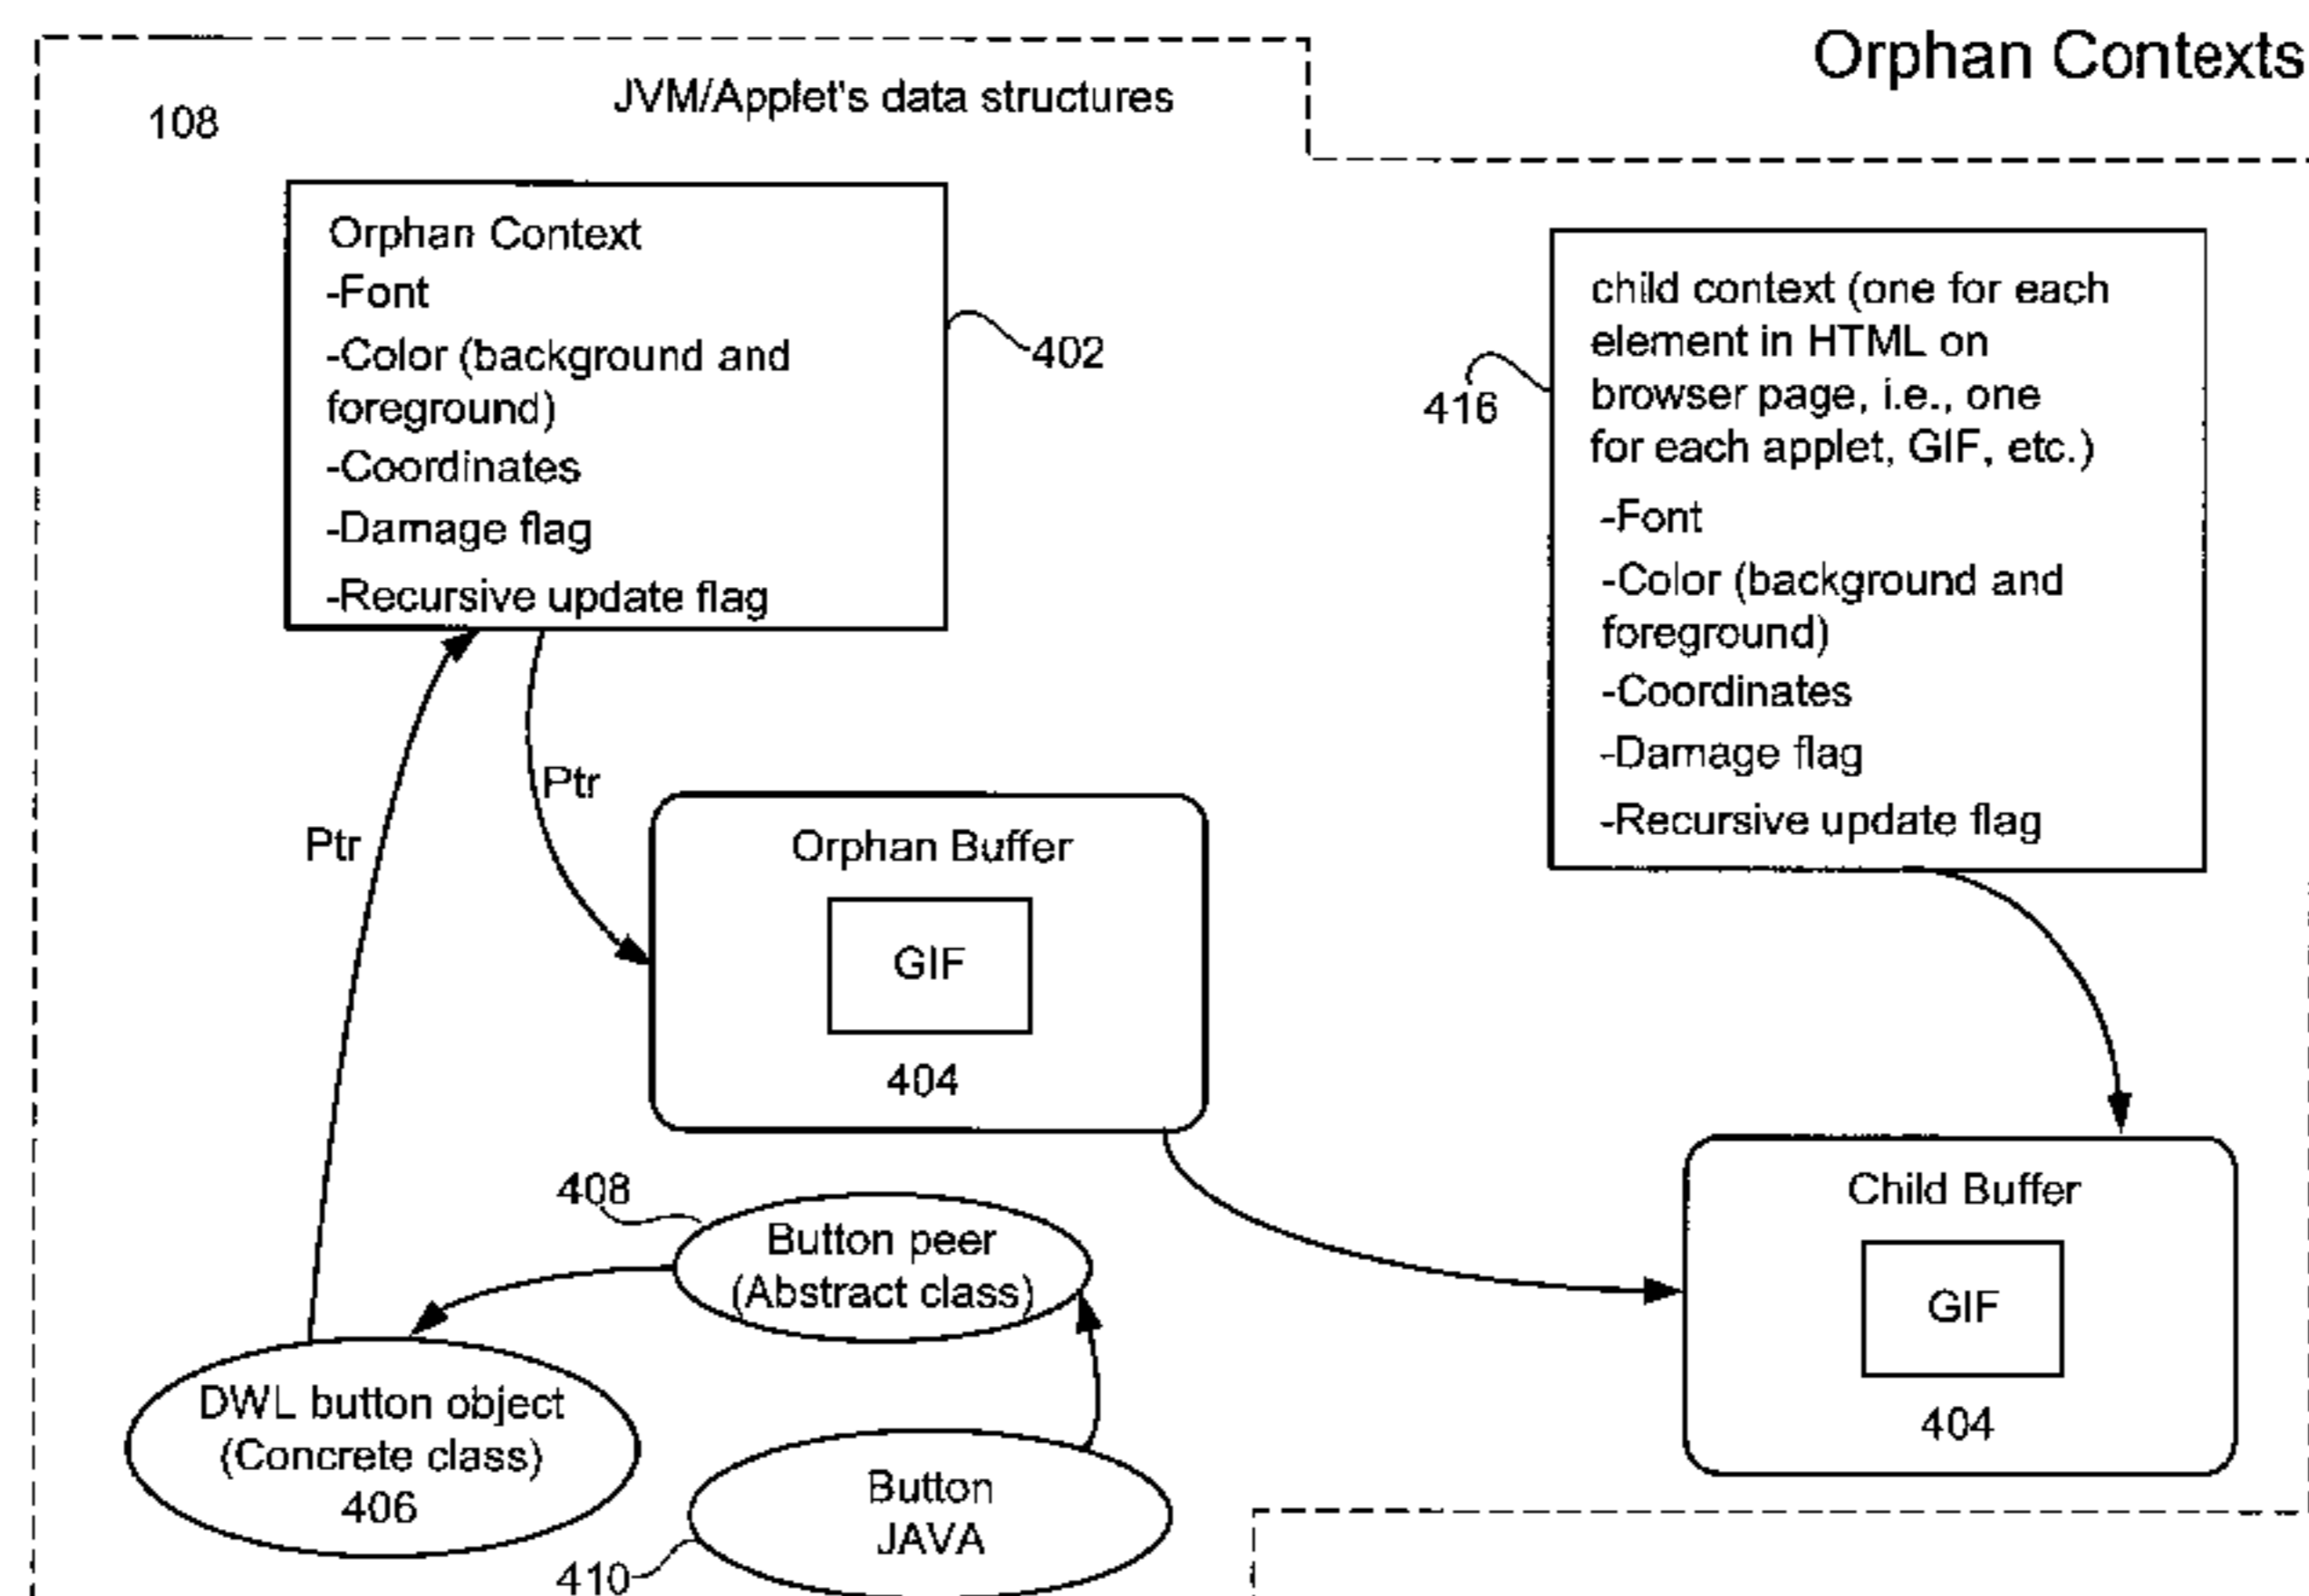 Orphan Contexts
JVM/Applet's data structures
108
Orphan Context
-Font
-Color (background and
foreground)
-Coordinates
-Damage flag
-Recursive update flag
402
416
child context (one for each
element in HTML on
browser page, i.e., one
for each applet, GIF, etc.)
-Font
-Color (background and
foreground)
-Coordinates
-Damage flag
-Recursive update flag
Ptr
Ptr
Orphan Buffer
GIF
404
Child Buffer
GIF
404
408
Button peer
(Abstract class)
DWL button object
(Concrete class)
406
Button
JAVA
410